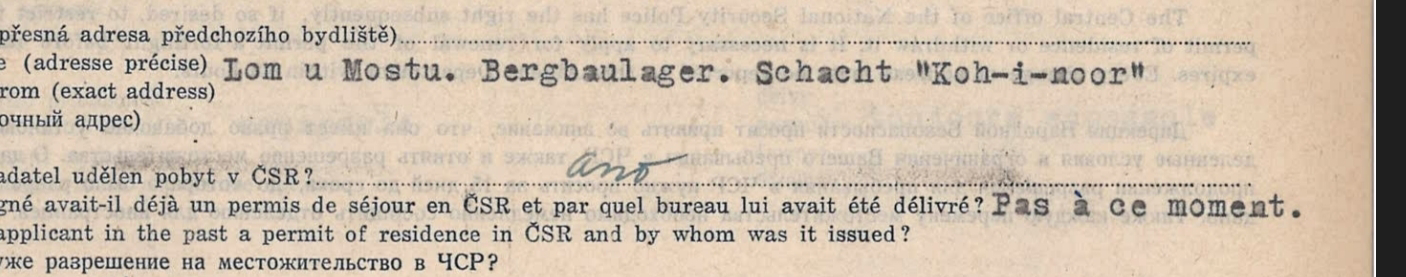 přesná adresa předchozího bydliště)
e (adresse précise) Lom u Mostu. Bergbaulager. Schacht "Koh-i-noor"
rom (exact address)
очный адрес)
ano
adatel udělen pobyt v ČSR?
gné avait-il déjà un permis de séjour en ČSR et par quel bureau lui avait été délivré? Pas à ce moment.
applicant in the past a permit of residence in ČSR and by whom was it issued?
уже разрешение на местожительство в ЧСР?